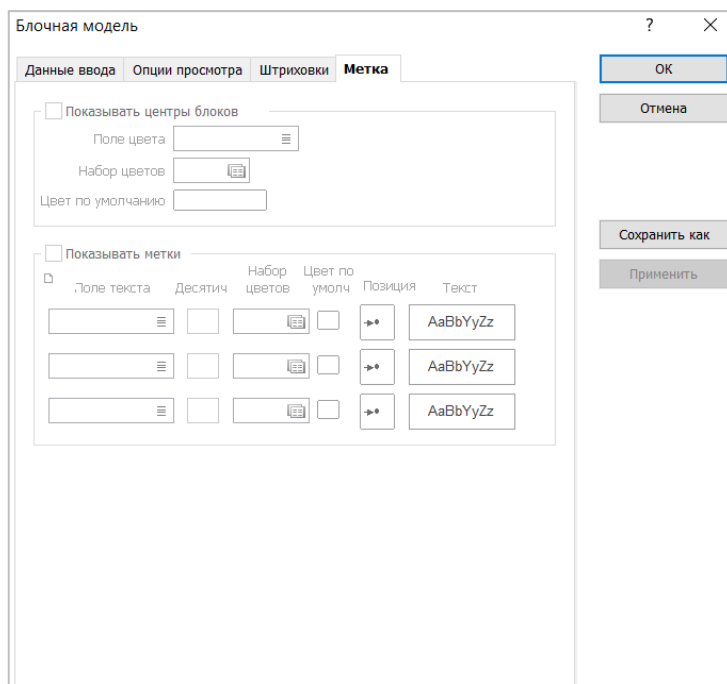 Блочная модель ? ×
Данные ввода Опции просмотра Штриховки Метка
OK
Отмена
Сохранить как
Применить
Показывать центры блоков
Поле цвета
Набор цветов
Цвет по умолчанию
Показывать метки
Поле текста Десятич Набор цветов Цвет по умолч Позиция Текст
AaBbYyZz
AaBbYyZz
AaBbYyZz